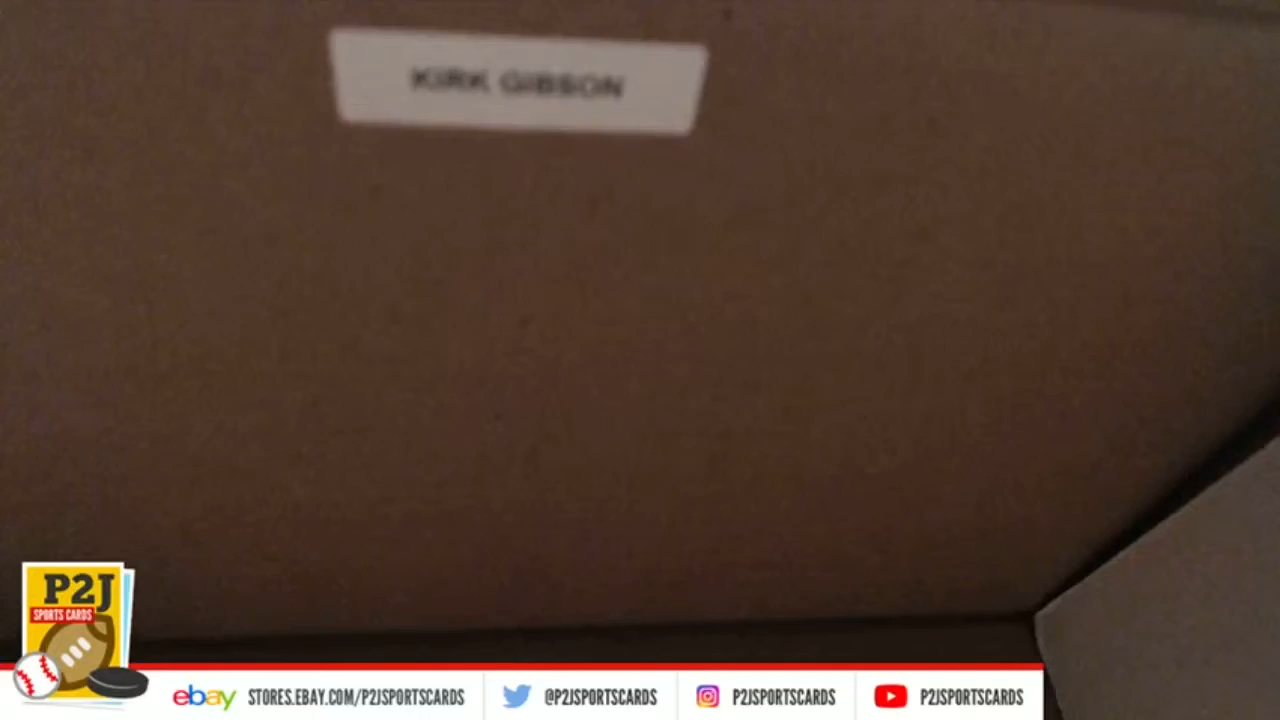 KIRK GIBSON
P2J
SPORTS CARDS
ebay STORES.EBAY.COM/P2JSPORTSCARDS @P2JSPORTSCARDS P2JSPORTSCARDS P2JSPORTSCARDS